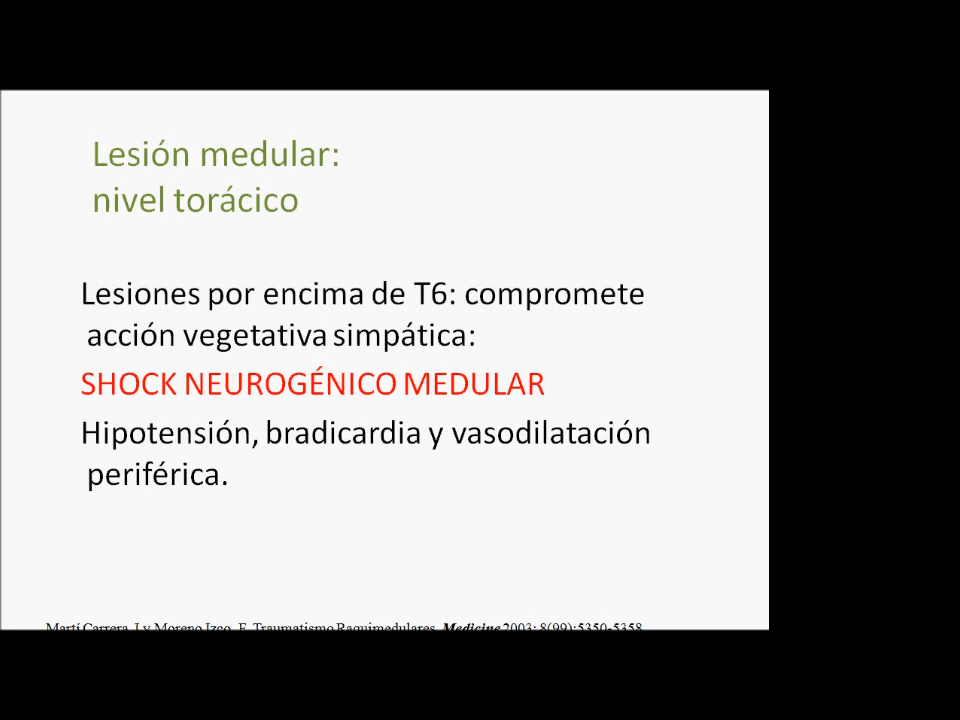 Lesión medular:
nivel torácico
Lesiones por encima de T6: compromete
acción vegetativa simpática:
SHOCK NEUROGÉNICO MEDULAR
Hipotensión, bradicardia y vasodilatación
periférica.
Martí Carrera, I y Moreno Izco, F. Traumatismo Raquimedulares. Medicine 2003; 8(99):5350-5358